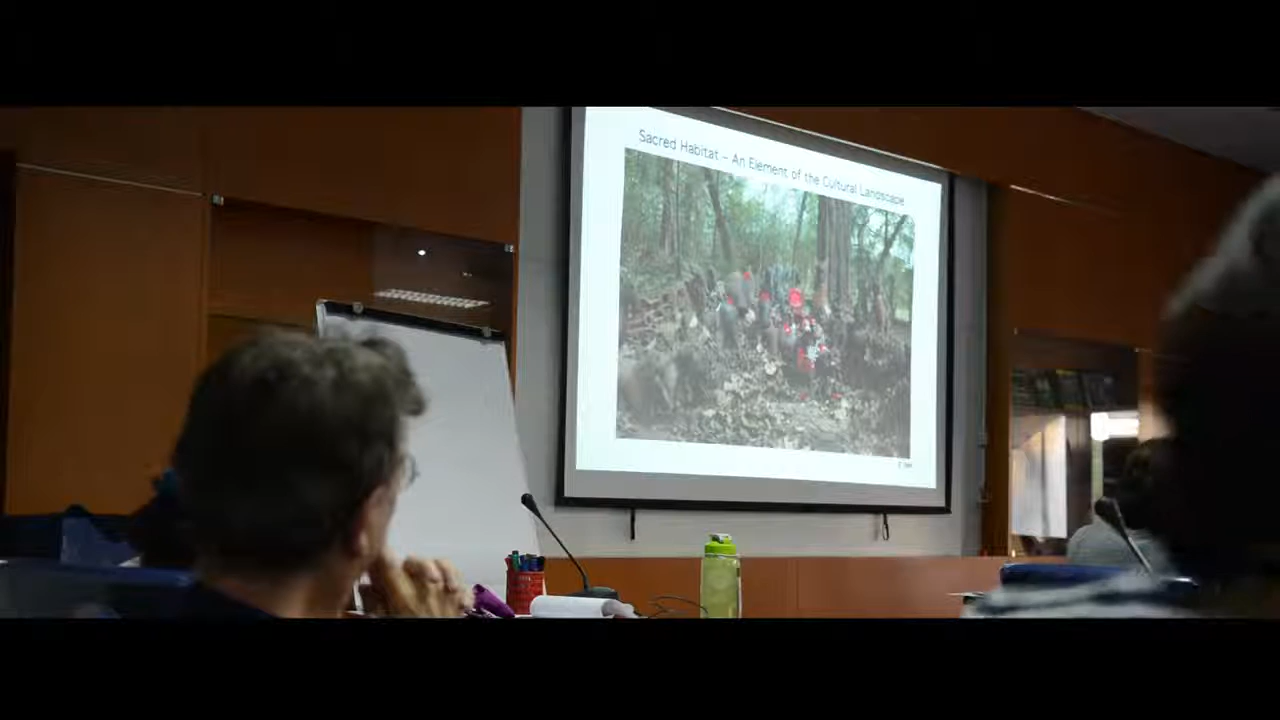 Sacred Habitat – An Element of the Cultural Landscape